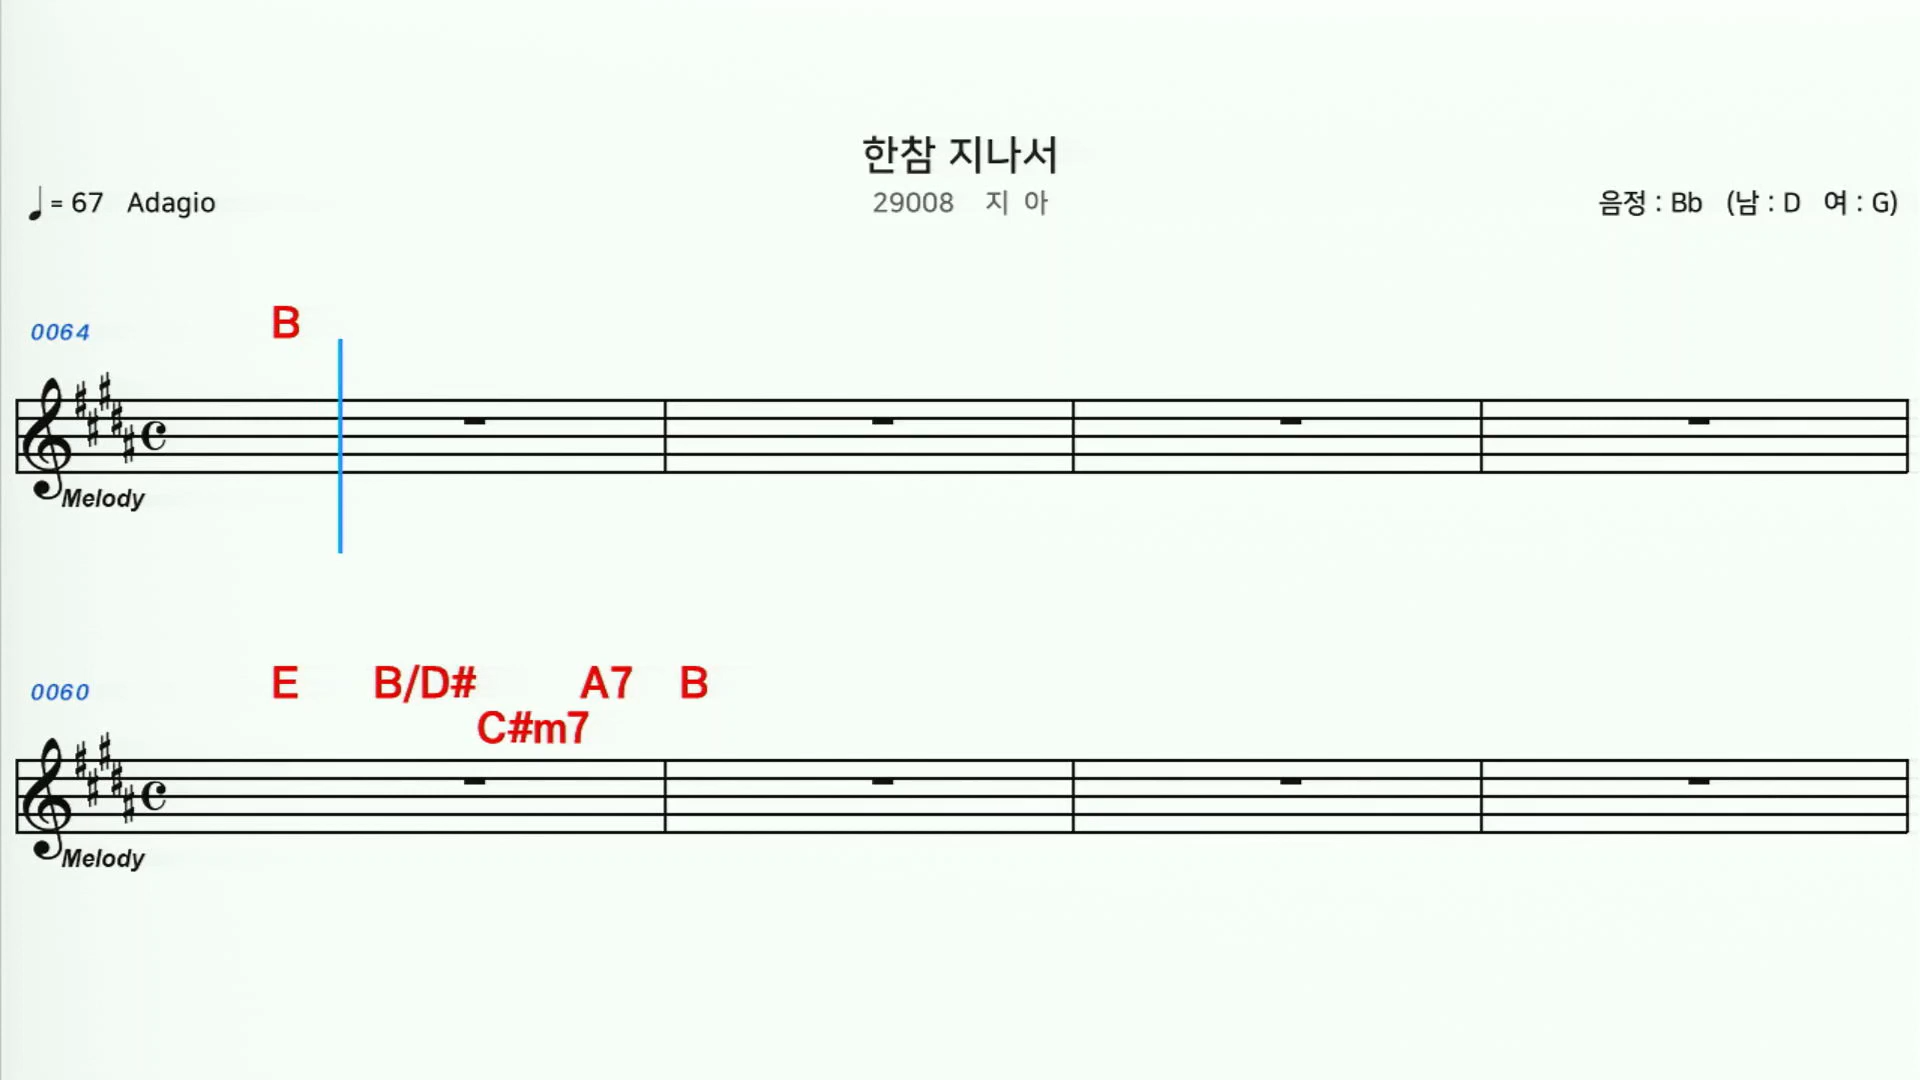 한참 지나서
♩= 67 Adagio
29008 지 아
음정 : Bb (남 : D 여 : G)
0064
B
Melody
0060
E B/D# A7 B
C#m7
Melody